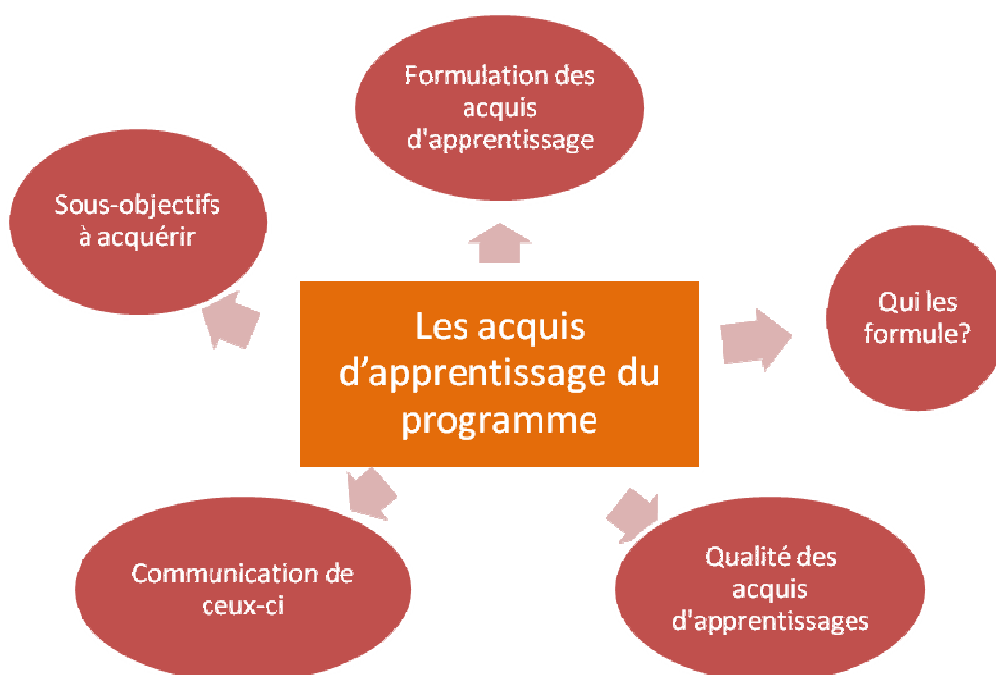 Formulation des
acquis
d'apprentissage
Sous-objectifs
à acquérir
Qui les
formule?
Les acquis
d’apprentissage du
programme
Communication de
ceux-ci
Qualité des
acquis
d'apprentissages